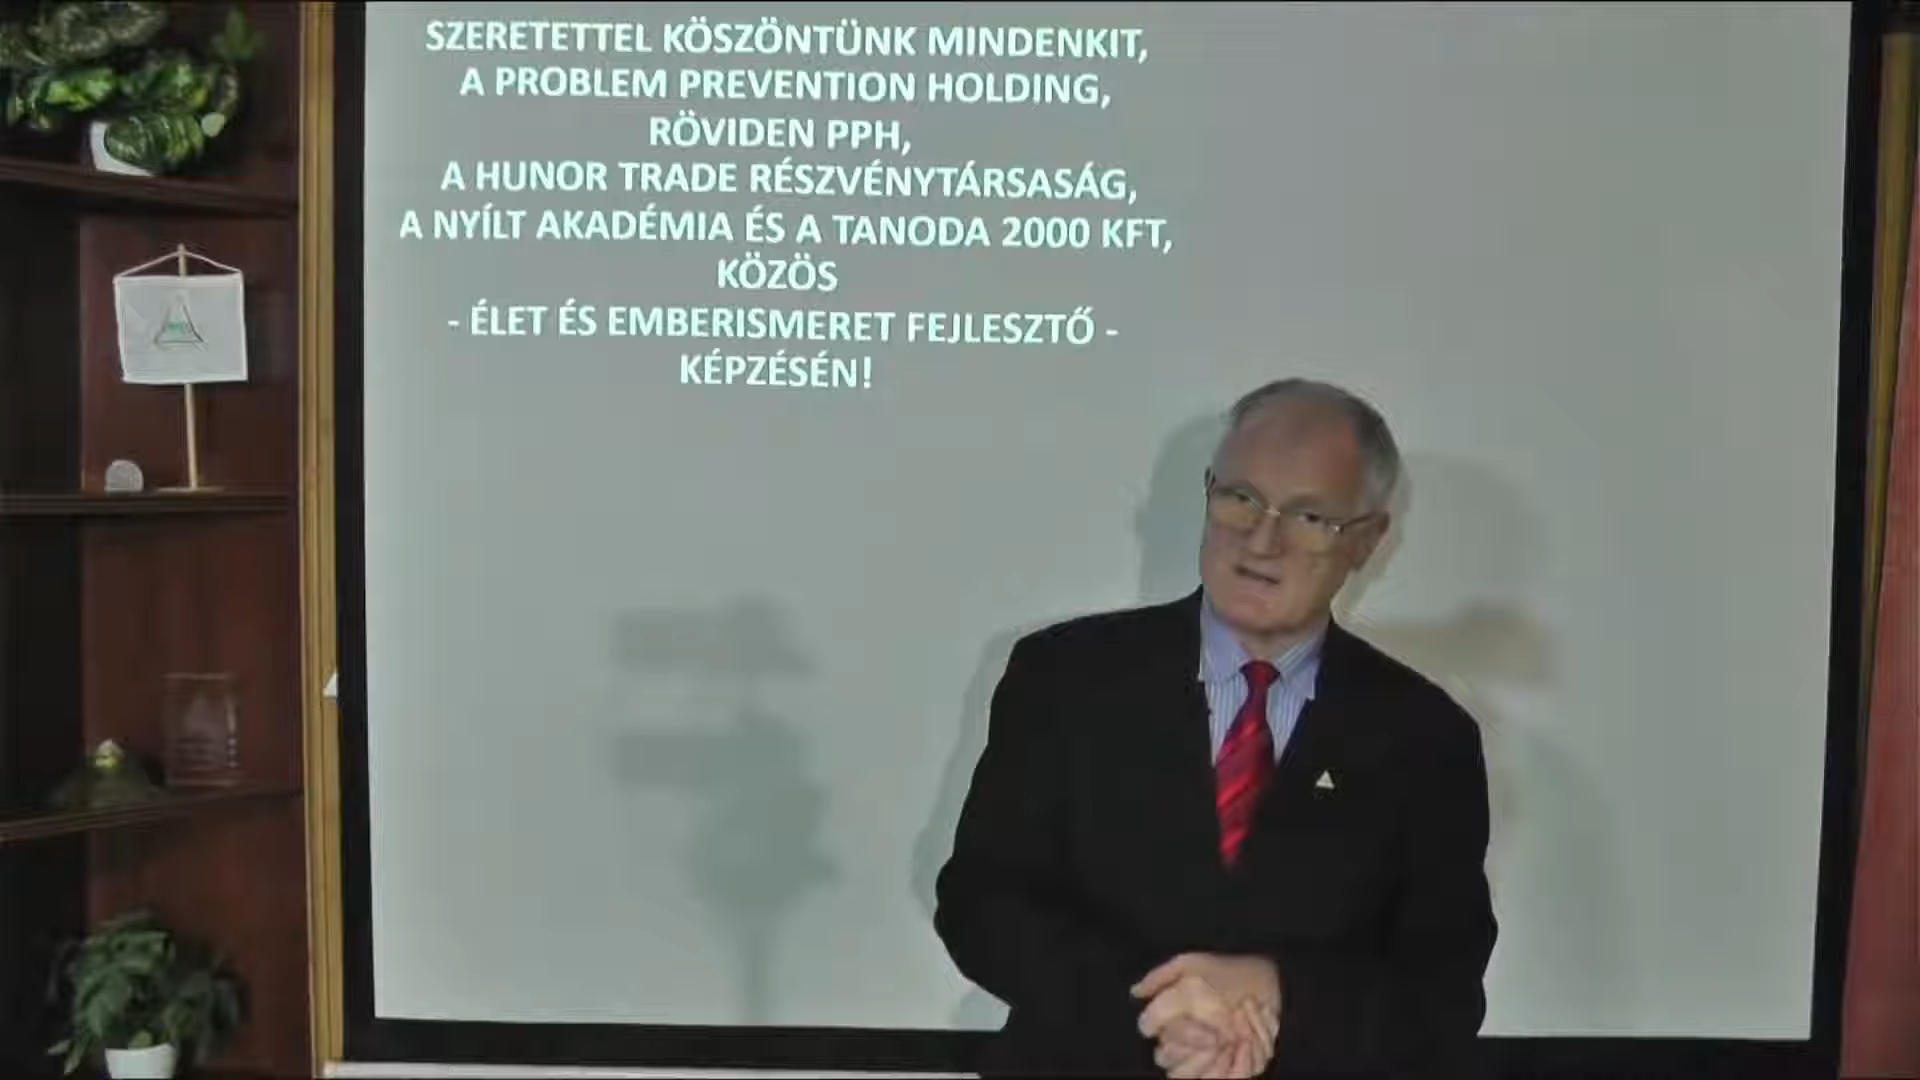 SZERETETTEL KÖSZÖNTÜNK MINDENKIT,
A PROBLEM PREVENTION HOLDING,
RÖVIDEN PPH,
A HUNOR TRADE RÉSZVÉNYTÁRSASÁG,
A NYÍLT AKADÉMIA ÉS A TANODA 2000 KFT,
KÖZÖS
- ÉLET ÉS EMBERISMERET FEJLESZTŐ -
KÉPZÉSÉN!